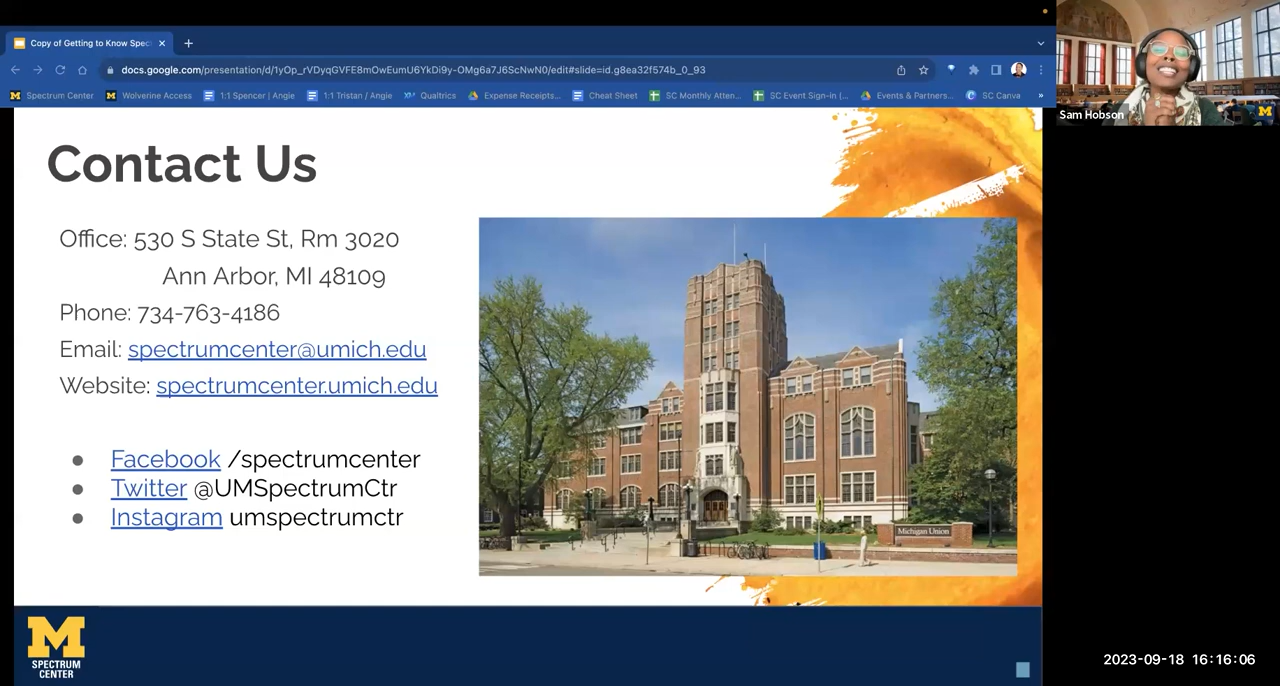 Copy of Getting to Know Spec
docs.google.com/presentation/d/1yOp_rVDyqGVFE8mOwEumU6YkDi9y-OMg6a7J6ScNwN0/edit#slide=id.g8ea32f574b_0_93
Spectrum Center
Wolverine Access
1:1 Spencer | Angie
1:1 Tristan / Angie
Qualtrics
Expense Receipts...
Cheat Sheet
SC Monthly Atten...
SC Event Sign-in (...
Events & Partners...
SC Canva
»
Sam Hobson
Contact Us
Office: 530 S State St, Rm 3020
Ann Arbor, MI 48109
Phone: 734-763-4186
Email: spectrumcenter@umich.edu
Website: spectrumcenter.umich.edu
● Facebook /spectrumcenter
● Twitter @UMSpectrumCtr
● Instagram umspectrumctr
Michigan Union
M
SPECTRUM
CENTER
2023-09-18 16:16:06